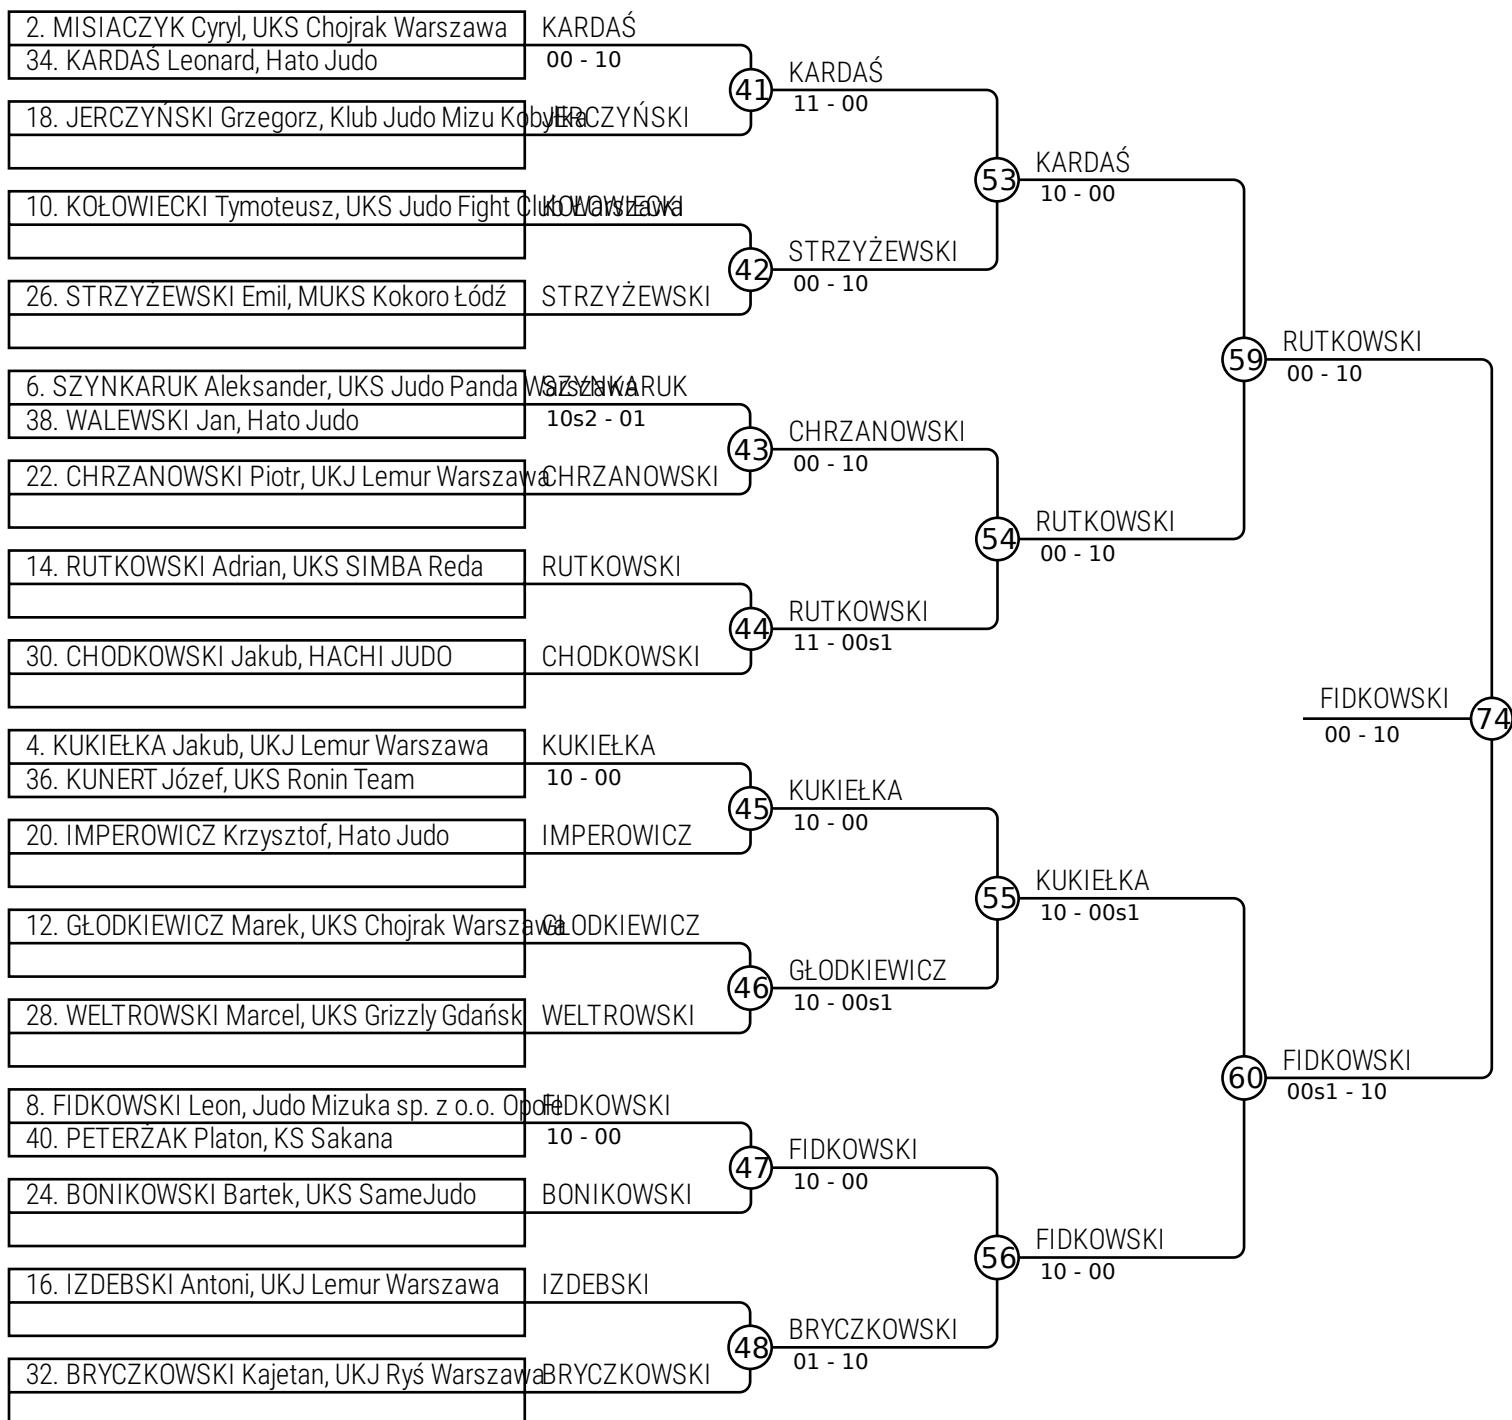 2. MISIACZYK Cyryl, UKS Chojrak Warszawa
34. KARDAŚ Leonard, Hato Judo
KARDAŚ
00 - 10
18. JERCZYŃSKI Grzegorz, Klub Judo Mizu Kobyłka
JERCZYŃSKI
41
KARDAŚ
11 - 00
10. KOŁOWIECKI Tymoteusz, UKS Judo Fight Club Warszawa
KOŁOWIECKI
26. STRZYŻEWSKI Emil, MUKS Kokoro Łódź
STRZYŻEWSKI
42
STRZYŻEWSKI
00 - 10
53
KARDAŚ
10 - 00
6. SZYNKARUK Aleksander, UKS Judo Panda Warszawa
38. WALEWSKI Jan, Hato Judo
SZYNKARUK
10s2 - 01
22. CHRZANOWSKI Piotr, UKJ Lemur Warszawa
CHRZANOWSKI
43
CHRZANOWSKI
00 - 10
14. RUTKOWSKI Adrian, UKS SIMBA Reda
RUTKOWSKI
30. CHODKOWSKI Jakub, HACHI JUDO
CHODKOWSKI
44
RUTKOWSKI
11 - 00s1
54
RUTKOWSKI
00 - 10
59
RUTKOWSKI
00 - 10
4. KUKIEŁKA Jakub, UKJ Lemur Warszawa
36. KUNERT Józef, UKS Ronin Team
KUKIEŁKA
10 - 00
20. IMPEROWICZ Krzysztof, Hato Judo
IMPEROWICZ
45
KUKIEŁKA
10 - 00
12. GŁODKIEWICZ Marek, UKS Chojrak Warszawa
GŁODKIEWICZ
28. WELTROWSKI Marcel, UKS Grizzly Gdańsk
WELTROWSKI
46
GŁODKIEWICZ
10 - 00s1
55
KUKIEŁKA
10 - 00s1
8. FIDKOWSKI Leon, Judo Mizuka sp. z o.o. Opole
40. PETERŻAK Platon, KS Sakana
FIDKOWSKI
10 - 00
24. BONIKOWSKI Bartek, UKS SameJudo
BONIKOWSKI
47
FIDKOWSKI
10 - 00
16. IZDEBSKI Antoni, UKJ Lemur Warszawa
IZDEBSKI
32. BRYCZKOWSKI Kajetan, UKJ Ryś Warszawa
BRYCZKOWSKI
48
BRYCZKOWSKI
01 - 10
56
FIDKOWSKI
10 - 00
60
FIDKOWSKI
00s1 - 10
FIDKOWSKI
00 - 10
74